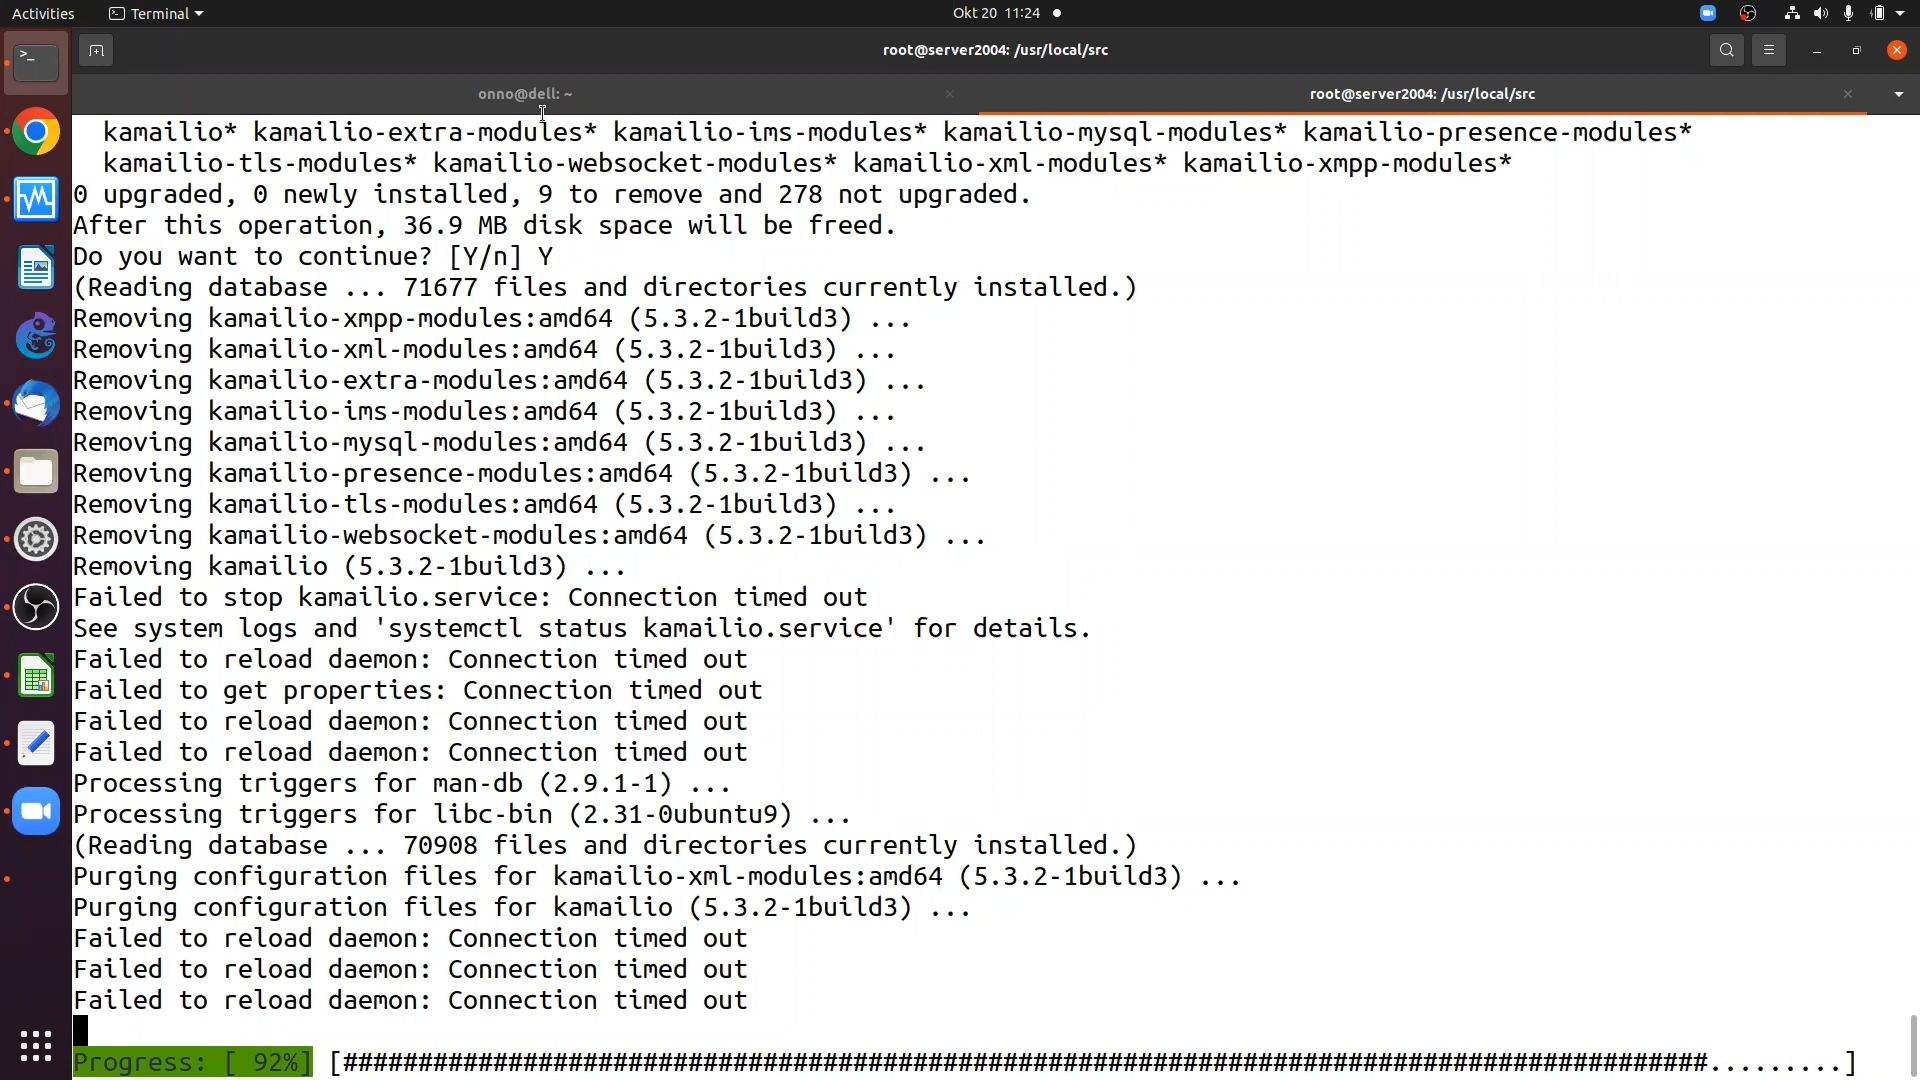 Activities
Terminal
Okt 20 11:24
root@server2004: /usr/local/src
onno@dell: ~
root@server2004: /usr/local/src
kamailio* kamailio-extra-modules* kamailio-ims-modules* kamailio-mysql-modules* kamailio-presence-modules*
kamailio-tls-modules* kamailio-websocket-modules* kamailio-xml-modules* kamailio-xmpp-modules*
0 upgraded, 0 newly installed, 9 to remove and 278 not upgraded.
After this operation, 36.9 MB disk space will be freed.
Do you want to continue? [Y/n] Y
(Reading database ... 71677 files and directories currently installed.)
Removing kamailio-xmpp-modules:amd64 (5.3.2-1build3) ...
Removing kamailio-xml-modules:amd64 (5.3.2-1build3) ...
Removing kamailio-extra-modules:amd64 (5.3.2-1build3) ...
Removing kamailio-ims-modules:amd64 (5.3.2-1build3) ...
Removing kamailio-mysql-modules:amd64 (5.3.2-1build3) ...
Removing kamailio-presence-modules:amd64 (5.3.2-1build3) ...
Removing kamailio-tls-modules:amd64 (5.3.2-1build3) ...
Removing kamailio-websocket-modules:amd64 (5.3.2-1build3) ...
Removing kamailio (5.3.2-1build3) ...
Failed to stop kamailio.service: Connection timed out
See system logs and 'systemctl status kamailio.service' for details.
Failed to reload daemon: Connection timed out
Failed to get properties: Connection timed out
Failed to reload daemon: Connection timed out
Failed to reload daemon: Connection timed out
Processing triggers for man-db (2.9.1-1) ...
Processing triggers for libc-bin (2.31-0ubuntu9) ...
(Reading database ... 70908 files and directories currently installed.)
Purging configuration files for kamailio-xml-modules:amd64 (5.3.2-1build3) ...
Purging configuration files for kamailio (5.3.2-1build3) ...
Failed to reload daemon: Connection timed out
Failed to reload daemon: Connection timed out
Failed to reload daemon: Connection timed out
Progress: [ 92%] [###########################################################################################.........]